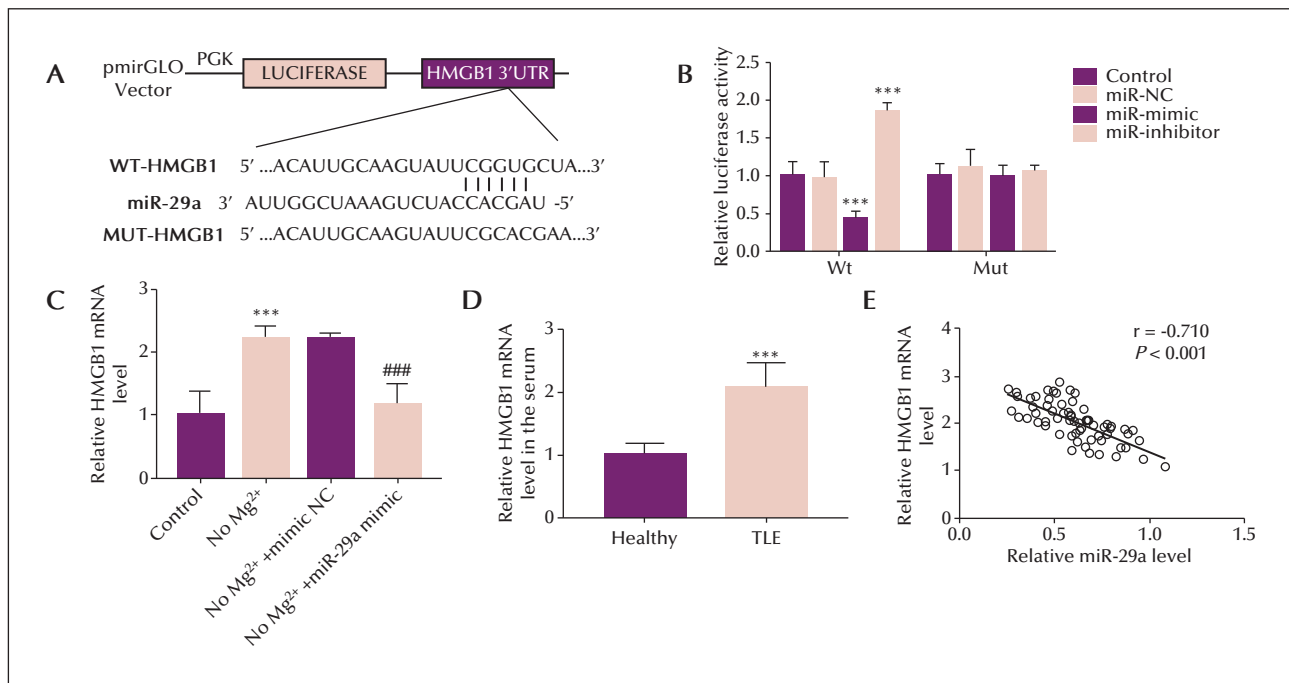 A
pmirGLO
Vector
PGK
LUCIFERASE
HMGB1 3'UTR
WT-HMGB1 5' ...ACAUUGCAAGUAUUCGGUGCUA...3'
miR-29a 3' AUUGGCUAAAGUCUACCACGAU -5'
MUT-HMGB1 5' ...ACAUUGCAAGUAUUCGCACGAA...3'
B
Relative luciferase activity
2.5
2.0
1.5
1.0
0.5
0.0
***
***
Wt
Mut
Control
miR-NC
miR-mimic
miR-inhibitor
C
Relative HMGB1 mRNA
level
3
2
1
0
***
###
Control
No Mg²⁺
No Mg²⁺ +mimic NC
No Mg²⁺ +miR-29a mimic
D
Relative HMGB1 mRNA
level in the serum
3
2
1
0
***
Healthy
TLE
E
Relative HMGB1 mRNA
level
4
3
2
1
0
r = -0.710
P < 0.001
0.0
0.5
1.0
1.5
Relative miR-29a level